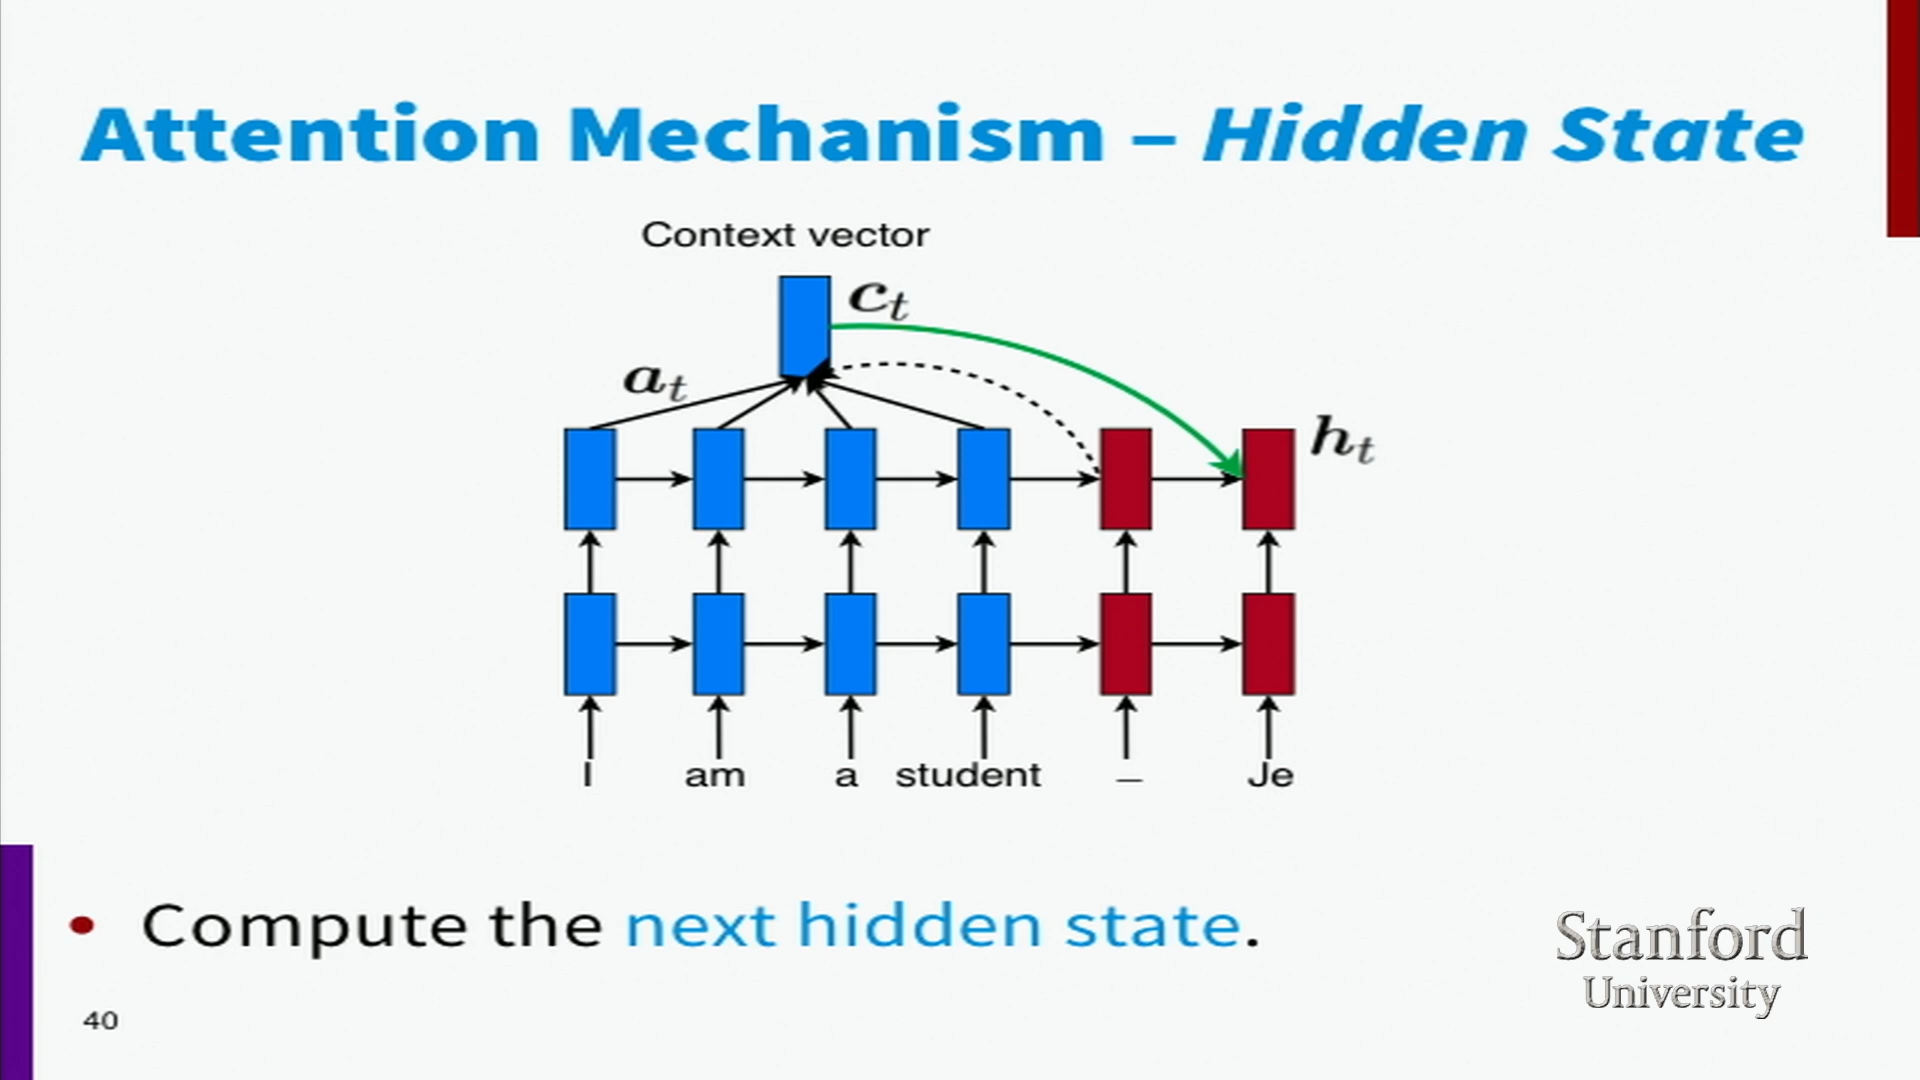 Attention Mechanism – Hidden State
Context vector
c_t
a_t
h_t
I am a student _ Je
• Compute the next hidden state.
Stanford
University
40